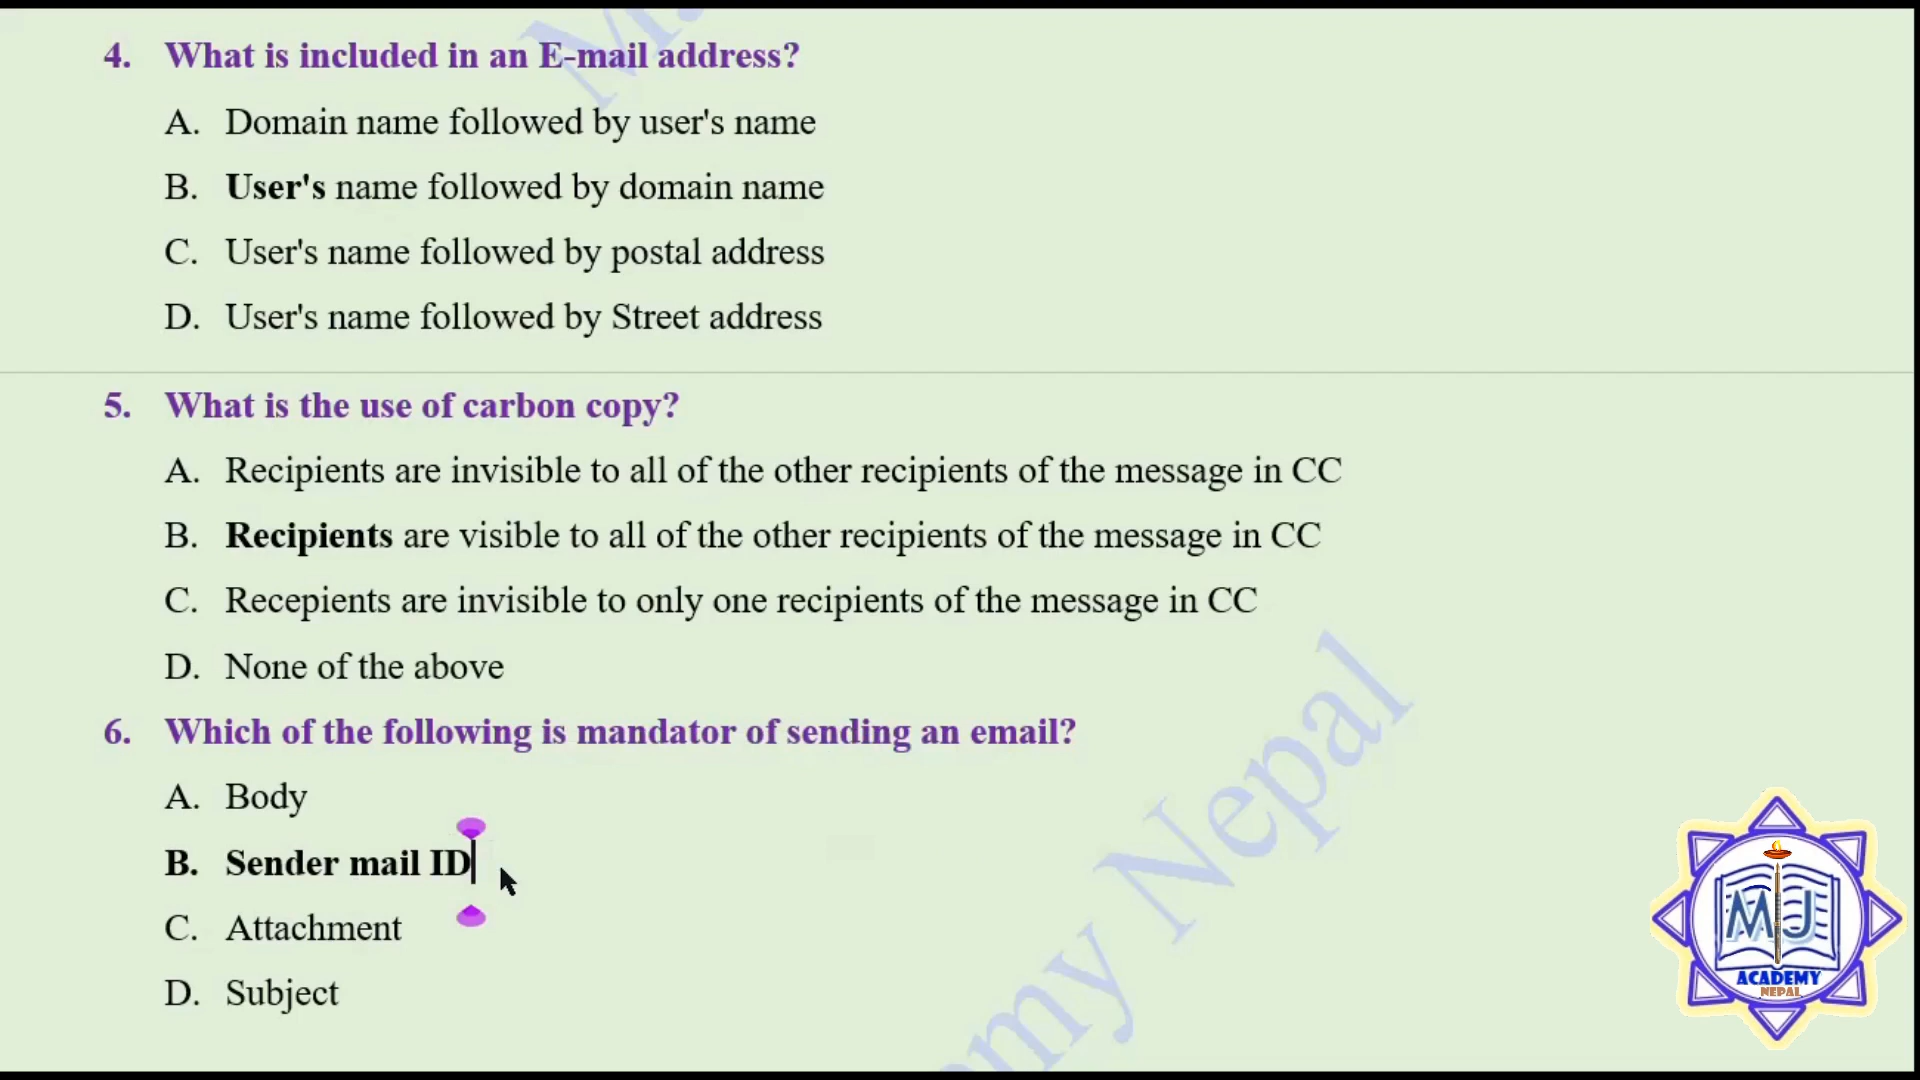 4. What is included in an E-mail address?
A. Domain name followed by user's name
B. User's name followed by domain name
C. User's name followed by postal address
D. User's name followed by Street address
5. What is the use of carbon copy?
A. Recipients are invisible to all of the other recipients of the message in CC
B. Recipients are visible to all of the other recipients of the message in CC
C. Recepients are invisible to only one recipients of the message in CC
D. None of the above
6. Which of the following is mandator of sending an email?
A. Body
B. Sender mail ID
C. Attachment
D. Subject
M.
emy Nepal
MJ
ACADEMY
NEPAL